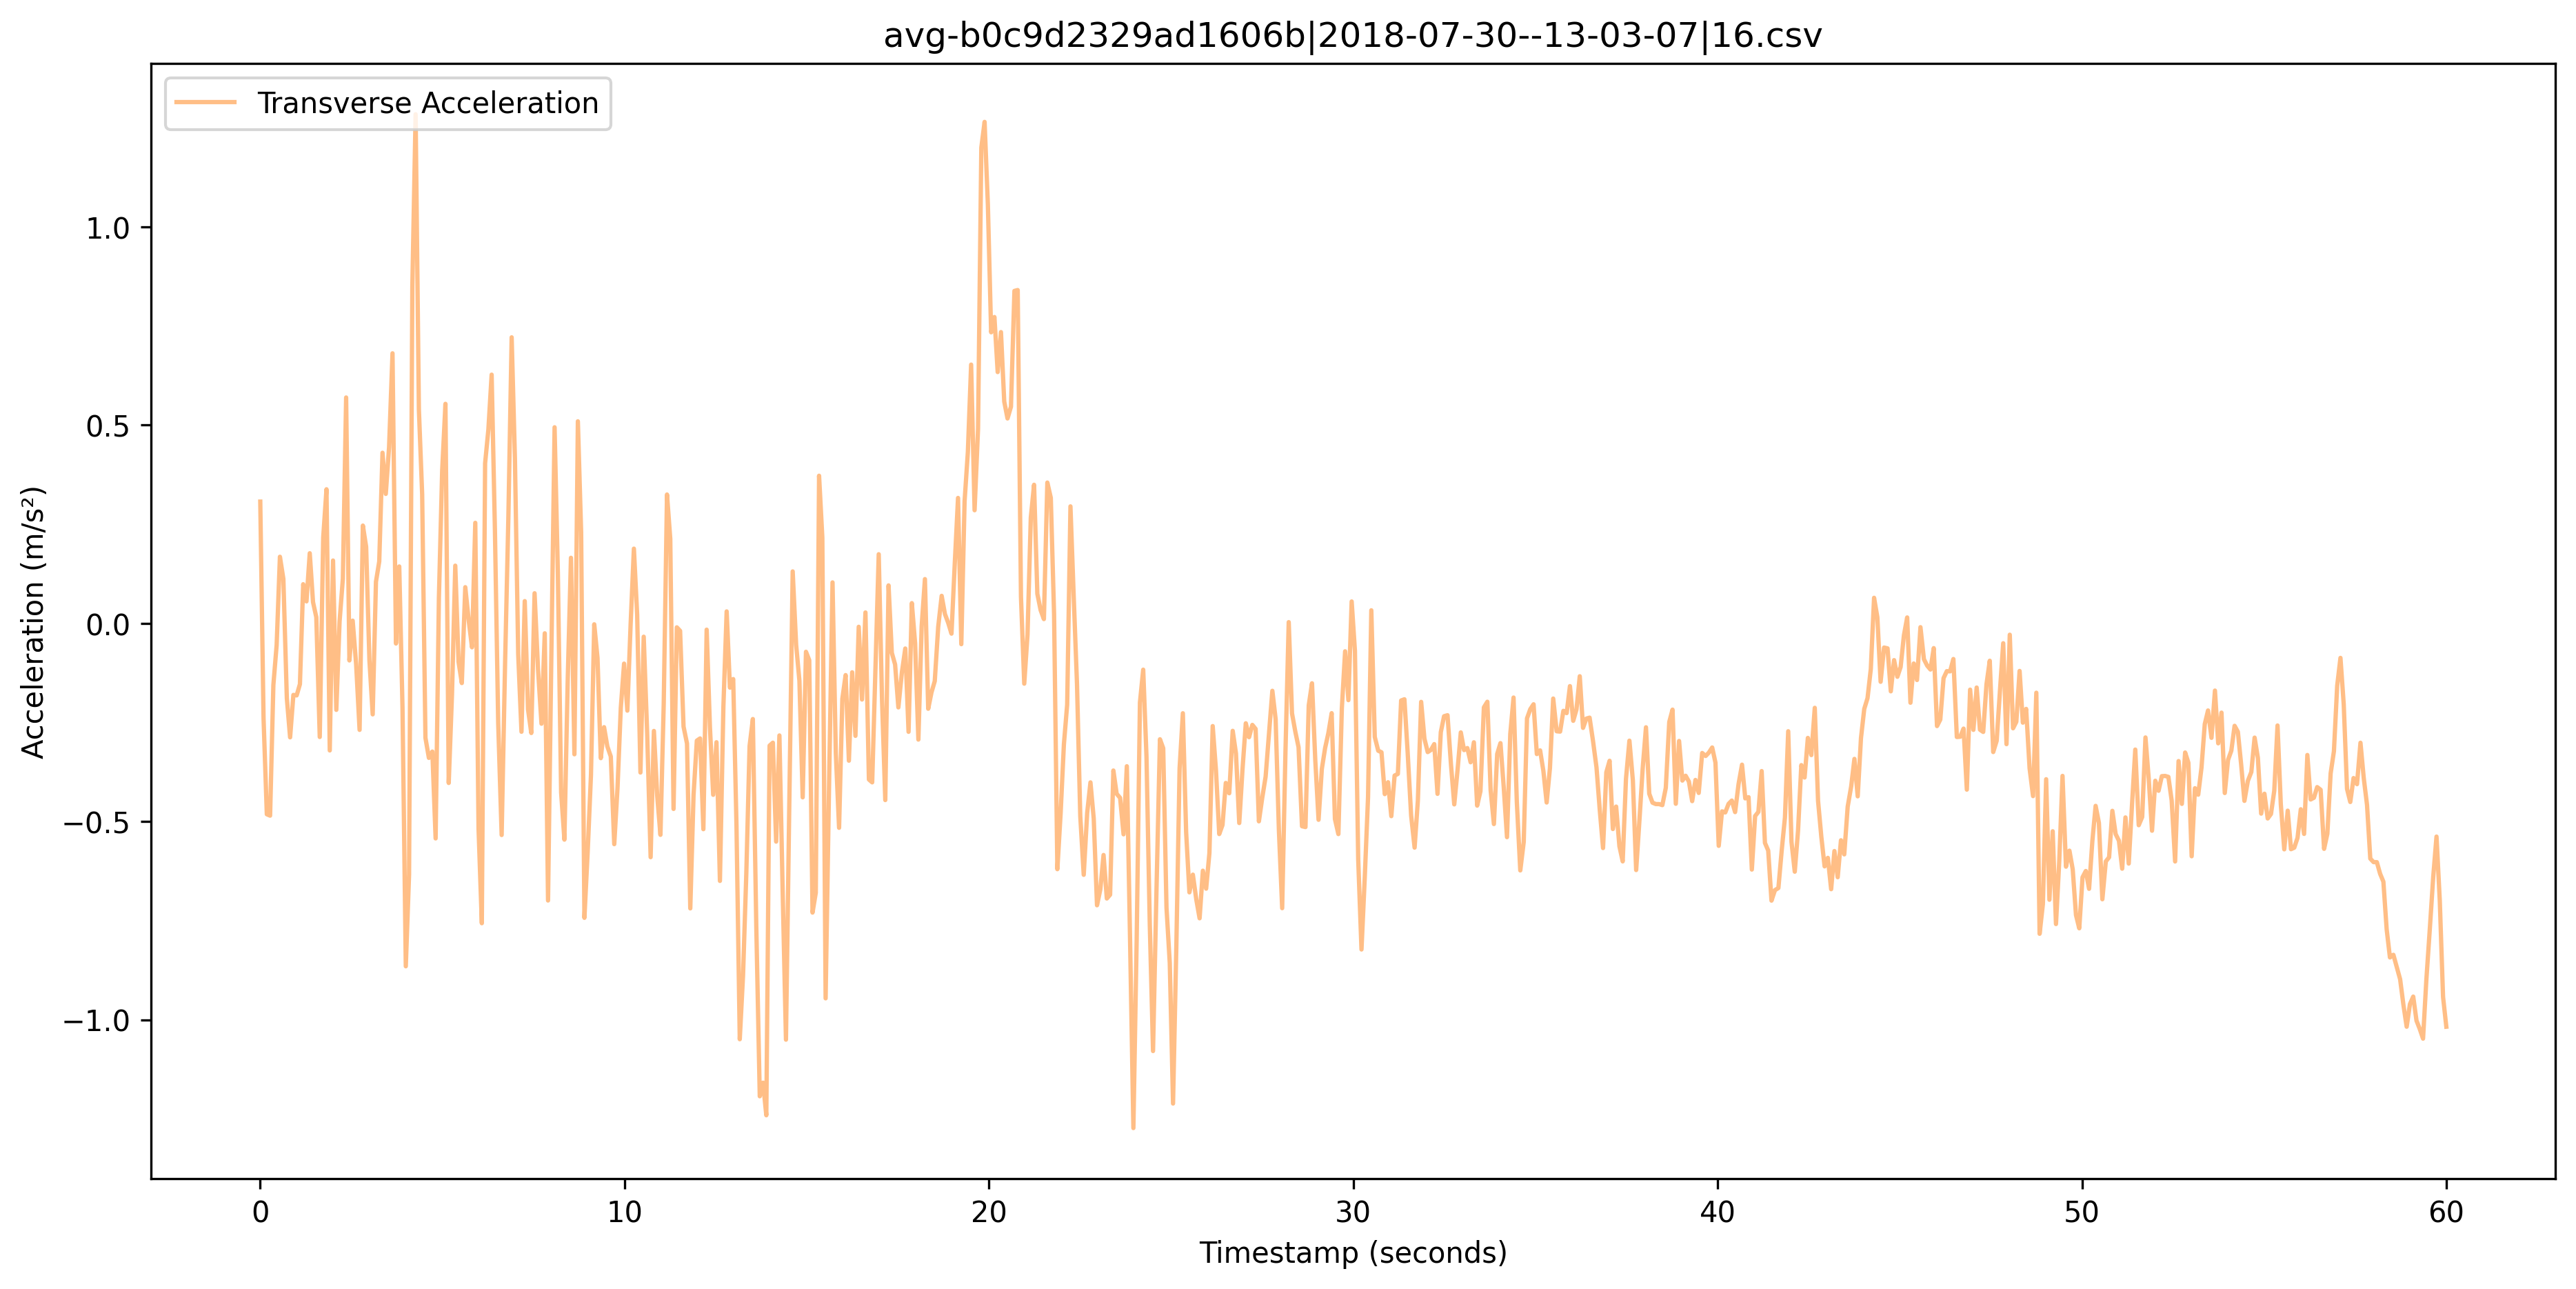 avg-b0c9d2329ad1606b|2018-07-30--13-03-07|16.csv
Transverse Acceleration
Acceleration (m/s²)
1.0
0.5
0.0
−0.5
−1.0
0 10 20 30 40 50 60
Timestamp (seconds)